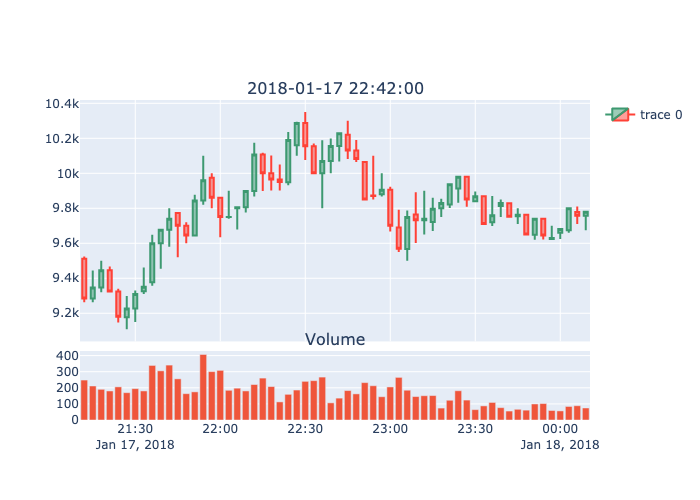 2018-01-17 22:42:00
10.4k
10.2k
10k
9.8k
9.6k
9.4k
9.2k
trace 0
Volume
400
300
200
100
0
21:30 22:00 22:30 23:00 23:30 00:00
Jan 17, 2018 Jan 18, 2018